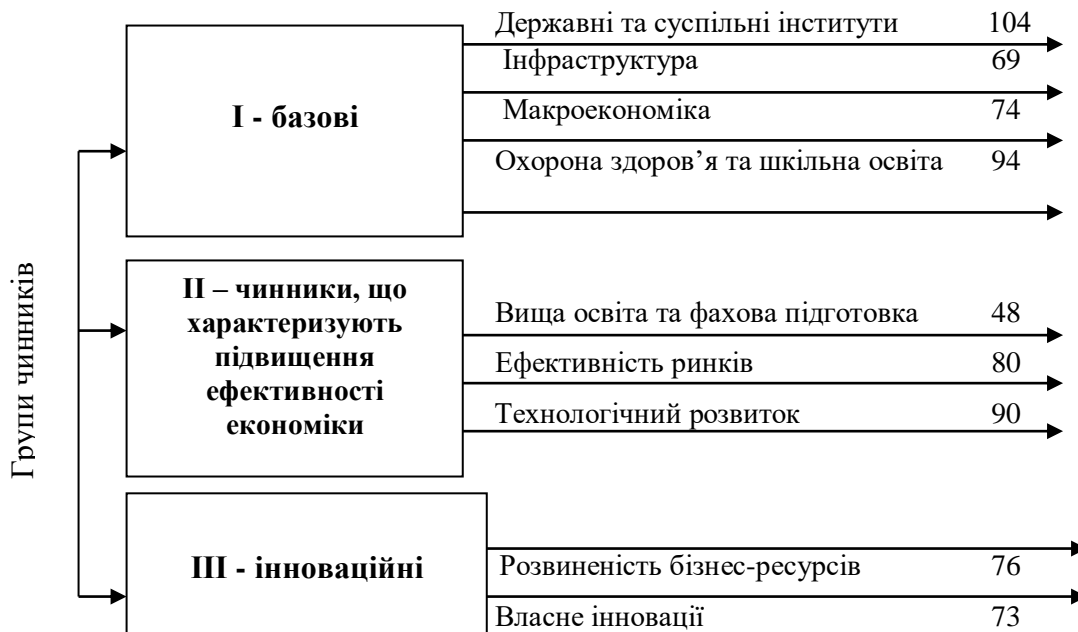 Групи чинників
І - базові
Державні та суспільні інститути 104
Інфраструктура 69
Макроекономіка 74
Охорона здоров’я та шкільна освіта 94
ІІ – чинники, що
характеризують
підвищення
ефективності
економіки
Вища освіта та фахова підготовка 48
Ефективність ринків 80
Технологічний розвиток 90
ІІІ - інноваційні
Розвиненість бізнес-ресурсів 76
Власне інновації 73